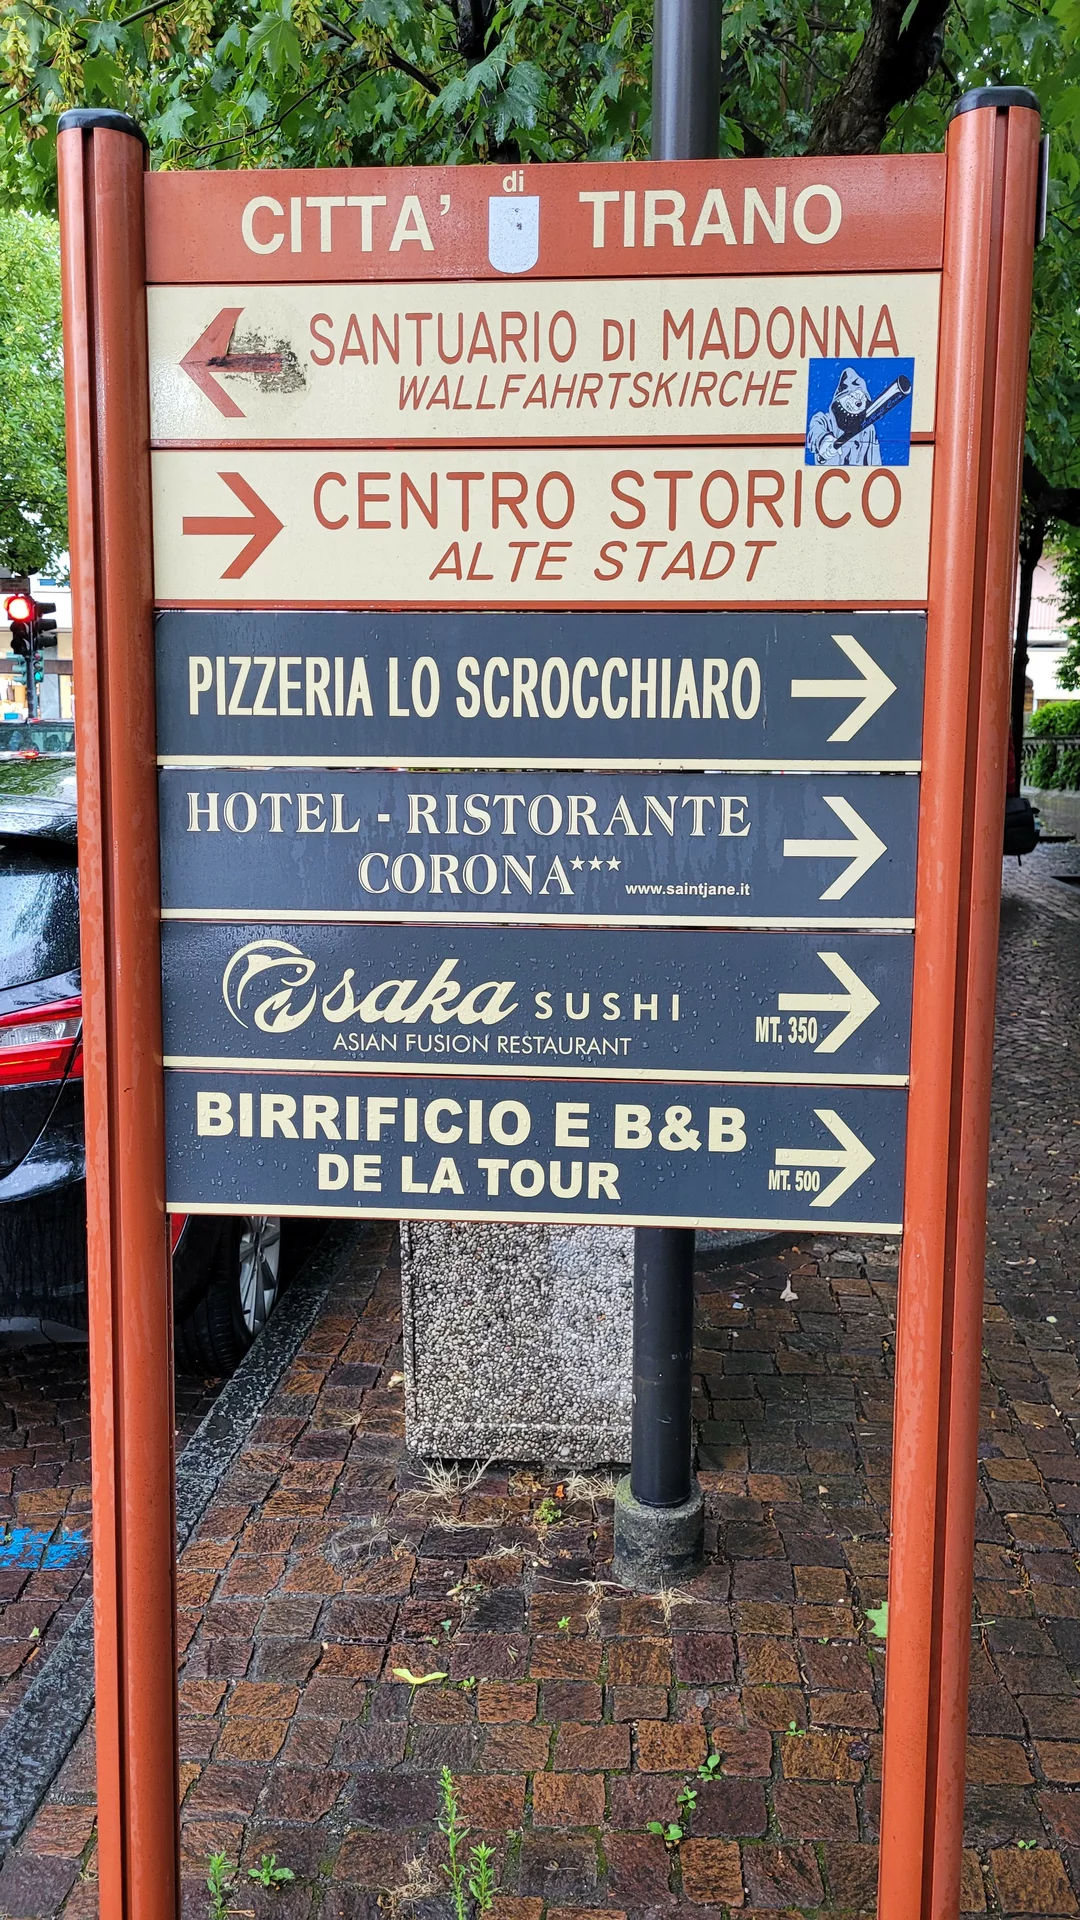 CITTA' di TIRANO
SANTUARIO di MADONNA
WALLFAHRTSKIRCHE
CENTRO STORICO
ALTE STADT
PIZZERIA LO SCROCCHIARO
HOTEL - RISTORANTE
CORONA*** www.saintjane.it
Osaka SUSHI
MT. 350
ASIAN FUSION RESTAURANT
BIRRIFICIO E B&B
DE LA TOUR
MT. 500